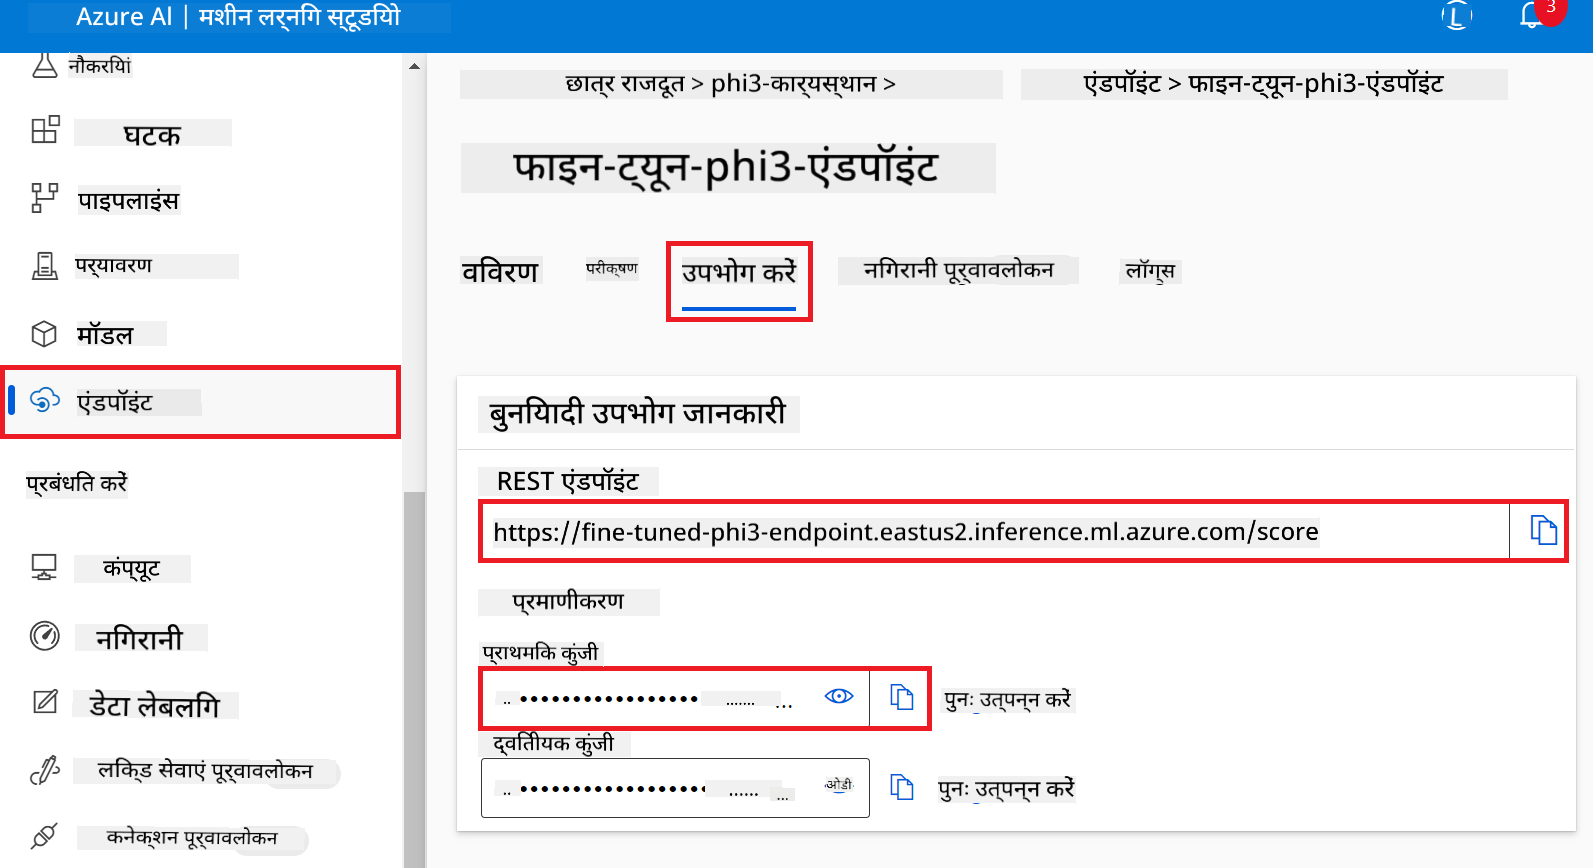 Azure AI | मशीन लर्निंग स्टूडियो
3
नौकरियां
घटक
पाइपलाइंस
पर्यावरण
मॉडल
एंडपॉइंट
प्रबंधित करें
कंप्यूट
निगरानी
डेटा लेबलिंग
लिंक्ड सेवाएं पूर्वावलोकन
कनेक्शन पूर्वावलोकन
छात्र राजदूत > phi3-कार्यस्थान > एंडपॉइंट > फाइन-ट्यून-phi3-एंडपॉइंट
फाइन-ट्यून-phi3-एंडपॉइंट
विवरण परीक्षण उपभोग करें निगरानी पूर्वावलोकन लॉग्स
बुनियादी उपभोग जानकारी
REST एंडपॉइंट
https://fine-tuned-phi3-endpoint.eastus2.inference.ml.azure.com/score
प्रमाणीकरण
प्राथमिक कुंजी
पुनः उत्पन्न करें
द्वितीयक कुंजी
ओडी
पुनः उत्पन्न करें